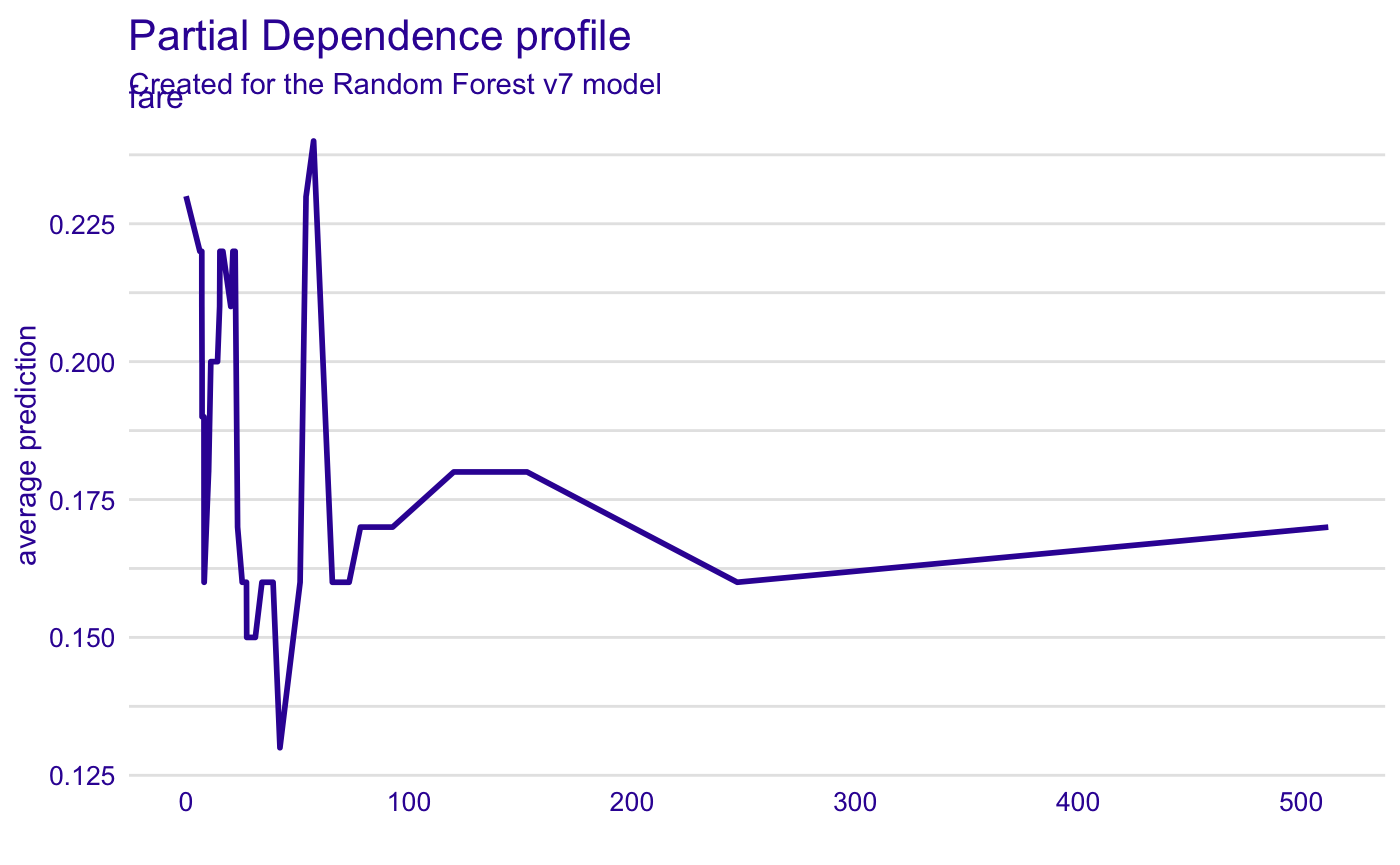 Partial Dependence profile
Created for the Random Forest v7 model
fare
average prediction
0.225
0.200
0.175
0.150
0.125
0 100 200 300 400 500